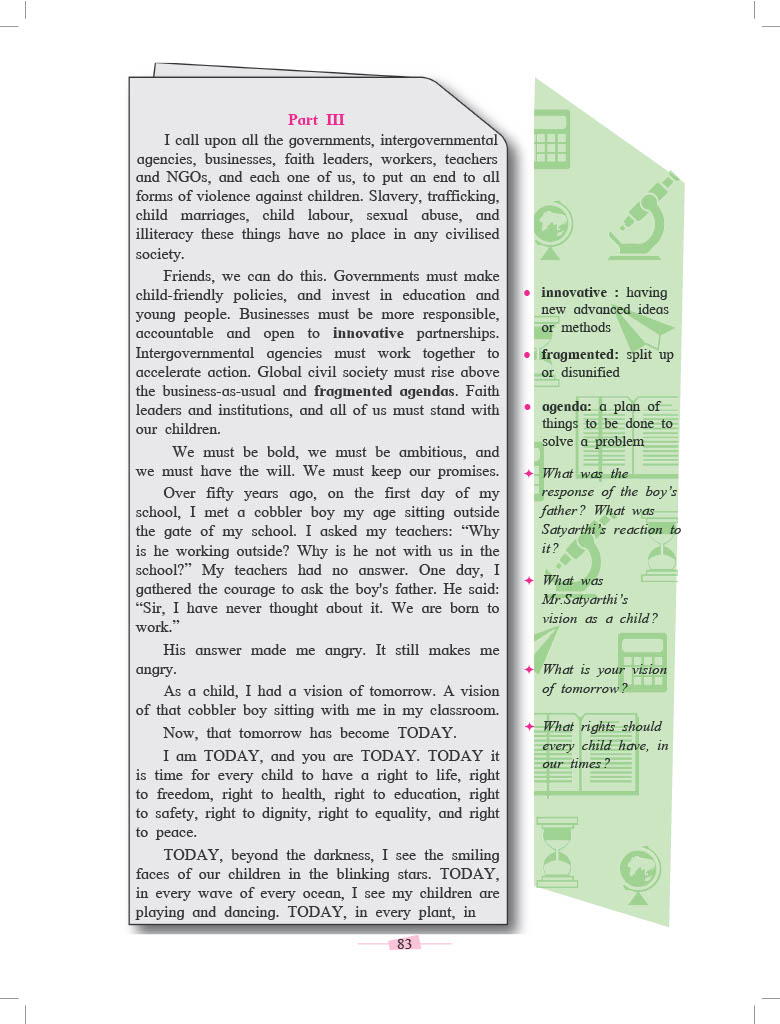 Part III
I call upon all the governments, intergovernmental
agencies, businesses, faith leaders, workers, teachers
and NGOs, and each one of us, to put an end to all
forms of violence against children. Slavery, trafficking,
child marriages, child labour, sexual abuse, and
illiteracy these things have no place in any civilised
society.
Friends, we can do this. Governments must make
child-friendly policies, and invest in education and
young people. Businesses must be more responsible,
accountable and open to innovative partnerships.
Intergovernmental agencies must work together to
accelerate action. Global civil society must rise above
the business-as-usual and fragmented agendas. Faith
leaders and institutions, and all of us must stand with
our children.
We must be bold, we must be ambitious, and
we must have the will. We must keep our promises.
Over fifty years ago, on the first day of my
school, I met a cobbler boy my age sitting outside
the gate of my school. I asked my teachers: “Why
is he working outside? Why is he not with us in the
school?” My teachers had no answer. One day, I
gathered the courage to ask the boy's father. He said:
“Sir, I have never thought about it. We are born to
work.”
His answer made me angry. It still makes me
angry.
As a child, I had a vision of tomorrow. A vision
of that cobbler boy sitting with me in my classroom.
Now, that tomorrow has become TODAY.
I am TODAY, and you are TODAY. TODAY it
is time for every child to have a right to life, right
to freedom, right to health, right to education, right
to safety, right to dignity, right to equality, and right
to peace.
TODAY, beyond the darkness, I see the smiling
faces of our children in the blinking stars. TODAY,
in every wave of every ocean, I see my children are
playing and dancing. TODAY, in every plant, in
innovative : having
new advanced ideas
or methods
fragmented: split up
or disunified
agenda: a plan of
things to be done to
solve a problem
What was the
response of the boy’s
father? What was
Satyarthi’s reaction to
it?
What was
Mr.Satyarthi’s
vision as a child?
What is your vision
of tomorrow?
What rights should
every child have, in
our times?
83